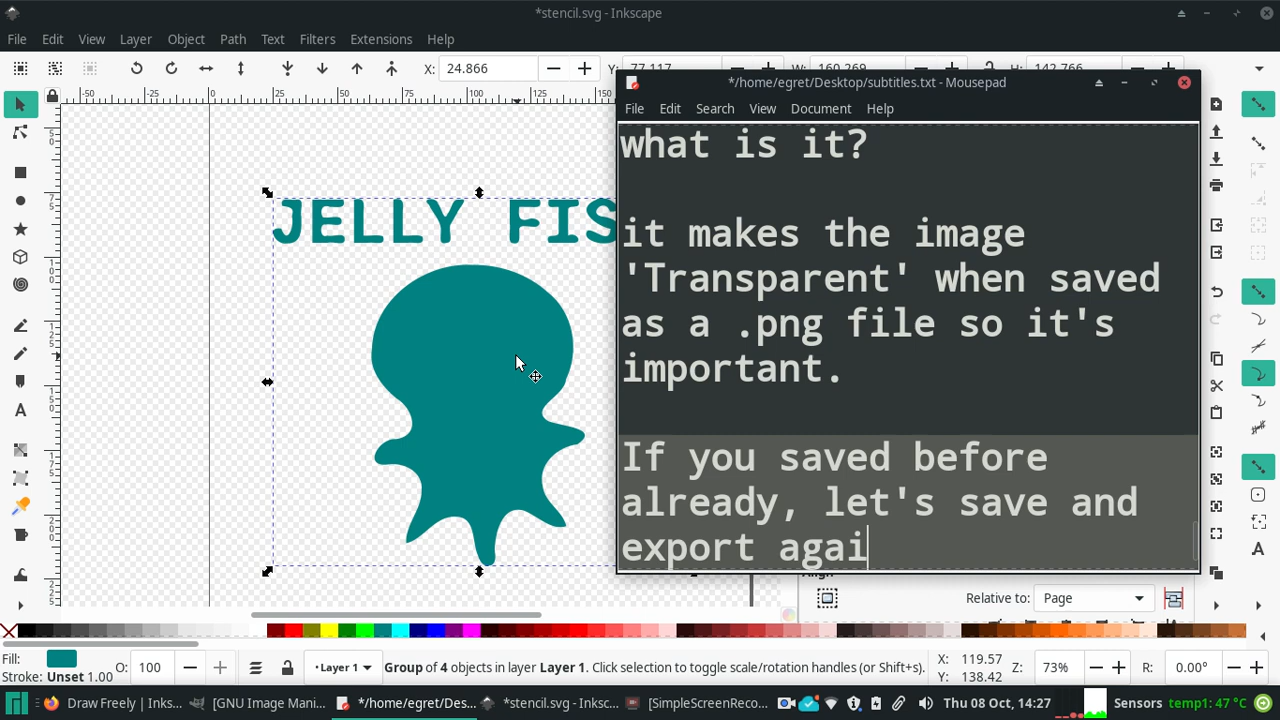 *stencil.svg - Inkscape
File Edit View Layer Object Path Text Filters Extensions Help
X: 24.866
*/home/egret/Desktop/subtitles.txt - Mousepad
File Edit Search View Document Help
what is it?
it makes the image
'Transparent' when saved
as a .png file so it's
important.
If you saved before
already, let's save and
export agai
JELLY FIS
Relative to: Page
Fill:
Stroke: Unset 1.00
O: 100
•Layer 1
Group of 4 objects in layer Layer 1. Click selection to toggle scale/rotation handles (or Shift+s).
X: 119.57
Y: 138.42
Z: 73%
R: 0.00°
Draw Freely | Inks...
[GNU Image Mani...
*/home/egret/Des...
*stencil.svg - Inksc...
[SimpleScreenReco...
Thu 08 Oct, 14:27
Sensors temp1: 47 °C